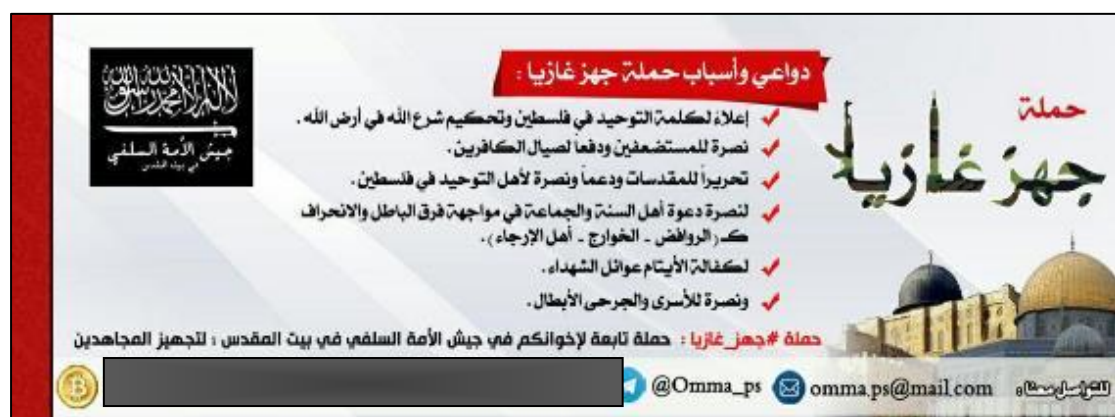 حملة
جهز غازيا
دواعي وأسباب حملة جهز غازيا :
إعلاءً لكلمة التوحيد في فلسطين وتحكيم شرع الله في أرض الله .
نصرة للمستضعفين ودفعاً لصيال الكافرين .
تحريراً للمقدسات ودعماً ونصرة لأهل التوحيد في فلسطين .
لنصرة دعوة أهل السنة والجماعة في مواجهة فرق الباطل والانحراف
كـ ( الروافض - الخوارج - أهل الإرجاء ) .
لكفالة الأيتام عوائل الشهداء .
ونصرة للأسرى والجرحى الأبطال .
لا إله إلا الله محمد رسول الله
جيش الأمة السلفي
في بيت المقدس
حملة #جهز_غازيا : حملة تابعة لإخوانكم في جيش الأمة السلفي في بيت المقدس ؛ لتجهيز المجاهدين
للتواصل معنا: omma.ps@mail.com @Omma_ps